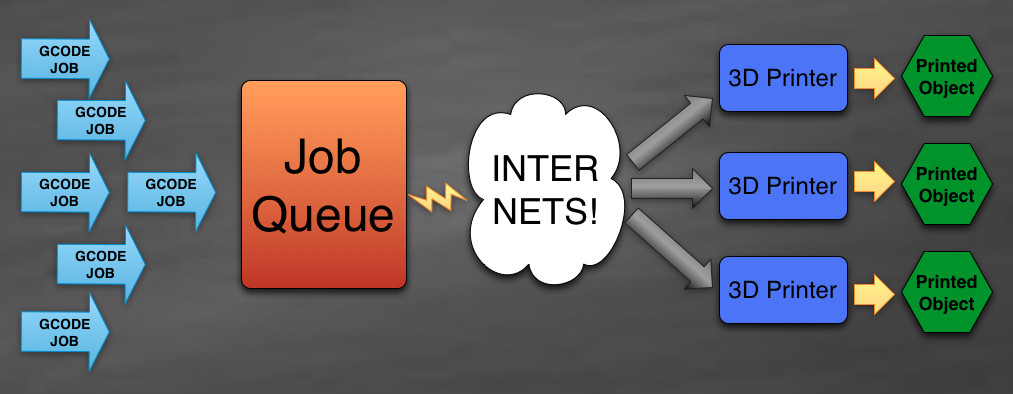 GCODE
JOB
GCODE
JOB
GCODE
JOB
GCODE
JOB
GCODE
JOB
GCODE
JOB
Job
Queue
INTER
NETS!
3D Printer
Printed
Object
3D Printer
Printed
Object
3D Printer
Printed
Object